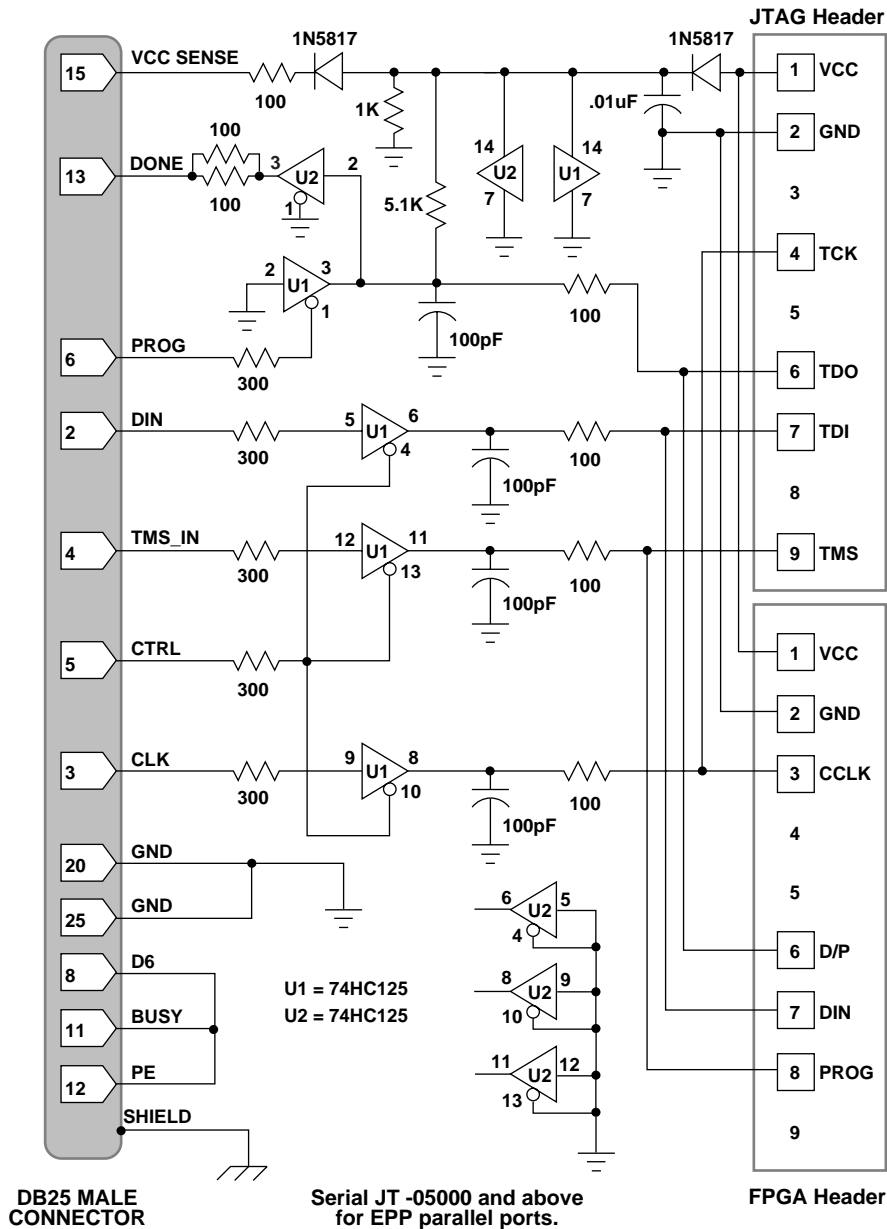 JTAG Header
1N5817
1N5817
15
VCC SENSE
100
1K
.01uF
1
VCC
2
GND
100
13
DONE
100
3
U2
2
1
14
U2
7
14
U1
7
3
5.1K
4
TCK
2
U1
3
1
100pF
100
5
6
PROG
300
6
TDO
2
DIN
300
5
U1
6
4
100pF
100
7
TDI
8
4
TMS_IN
300
12
U1
11
13
100pF
100
9
TMS
5
CTRL
300
1
VCC
2
GND
3
CLK
300
9
U1
8
10
100pF
100
3
CCLK
4
20
GND
5
25
GND
6
U2
5
4
6
D/P
8
D6
U1 = 74HC125
8
U2
9
10
7
DIN
11
BUSY
U2 = 74HC125
12
PE
11
U2
12
13
8
PROG
SHIELD
9
DB25 MALE
CONNECTOR
Serial JT -05000 and above
for EPP parallel ports.
FPGA Header